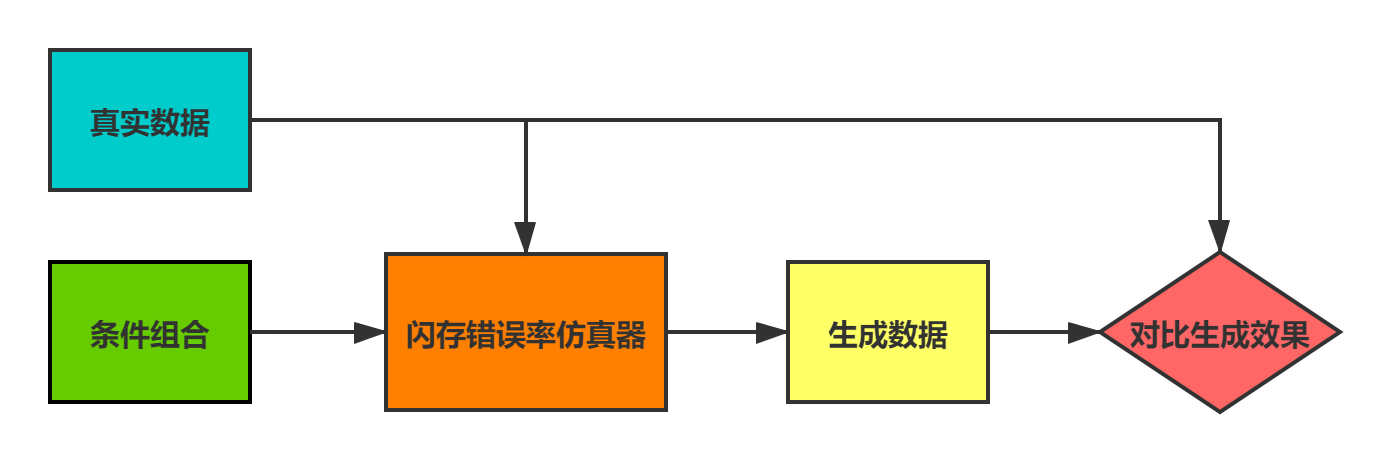 真实数据
条件组合
闪存错误率仿真器
生成数据
对比生成效果